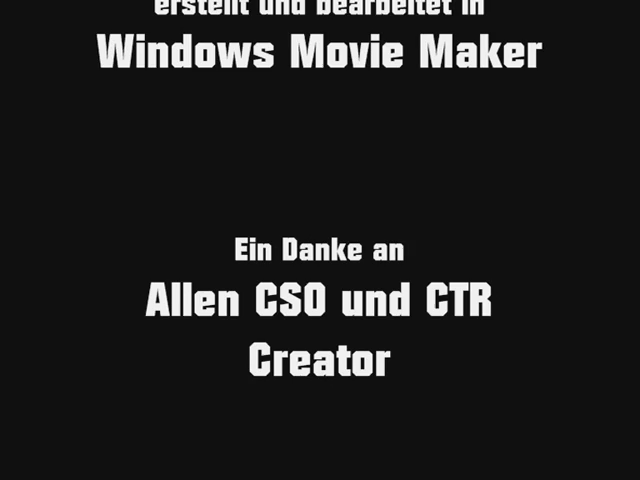 erstellt und bearbeitet in
Windows Movie Maker
Ein Danke an
Allen CSO und CTR
Creator